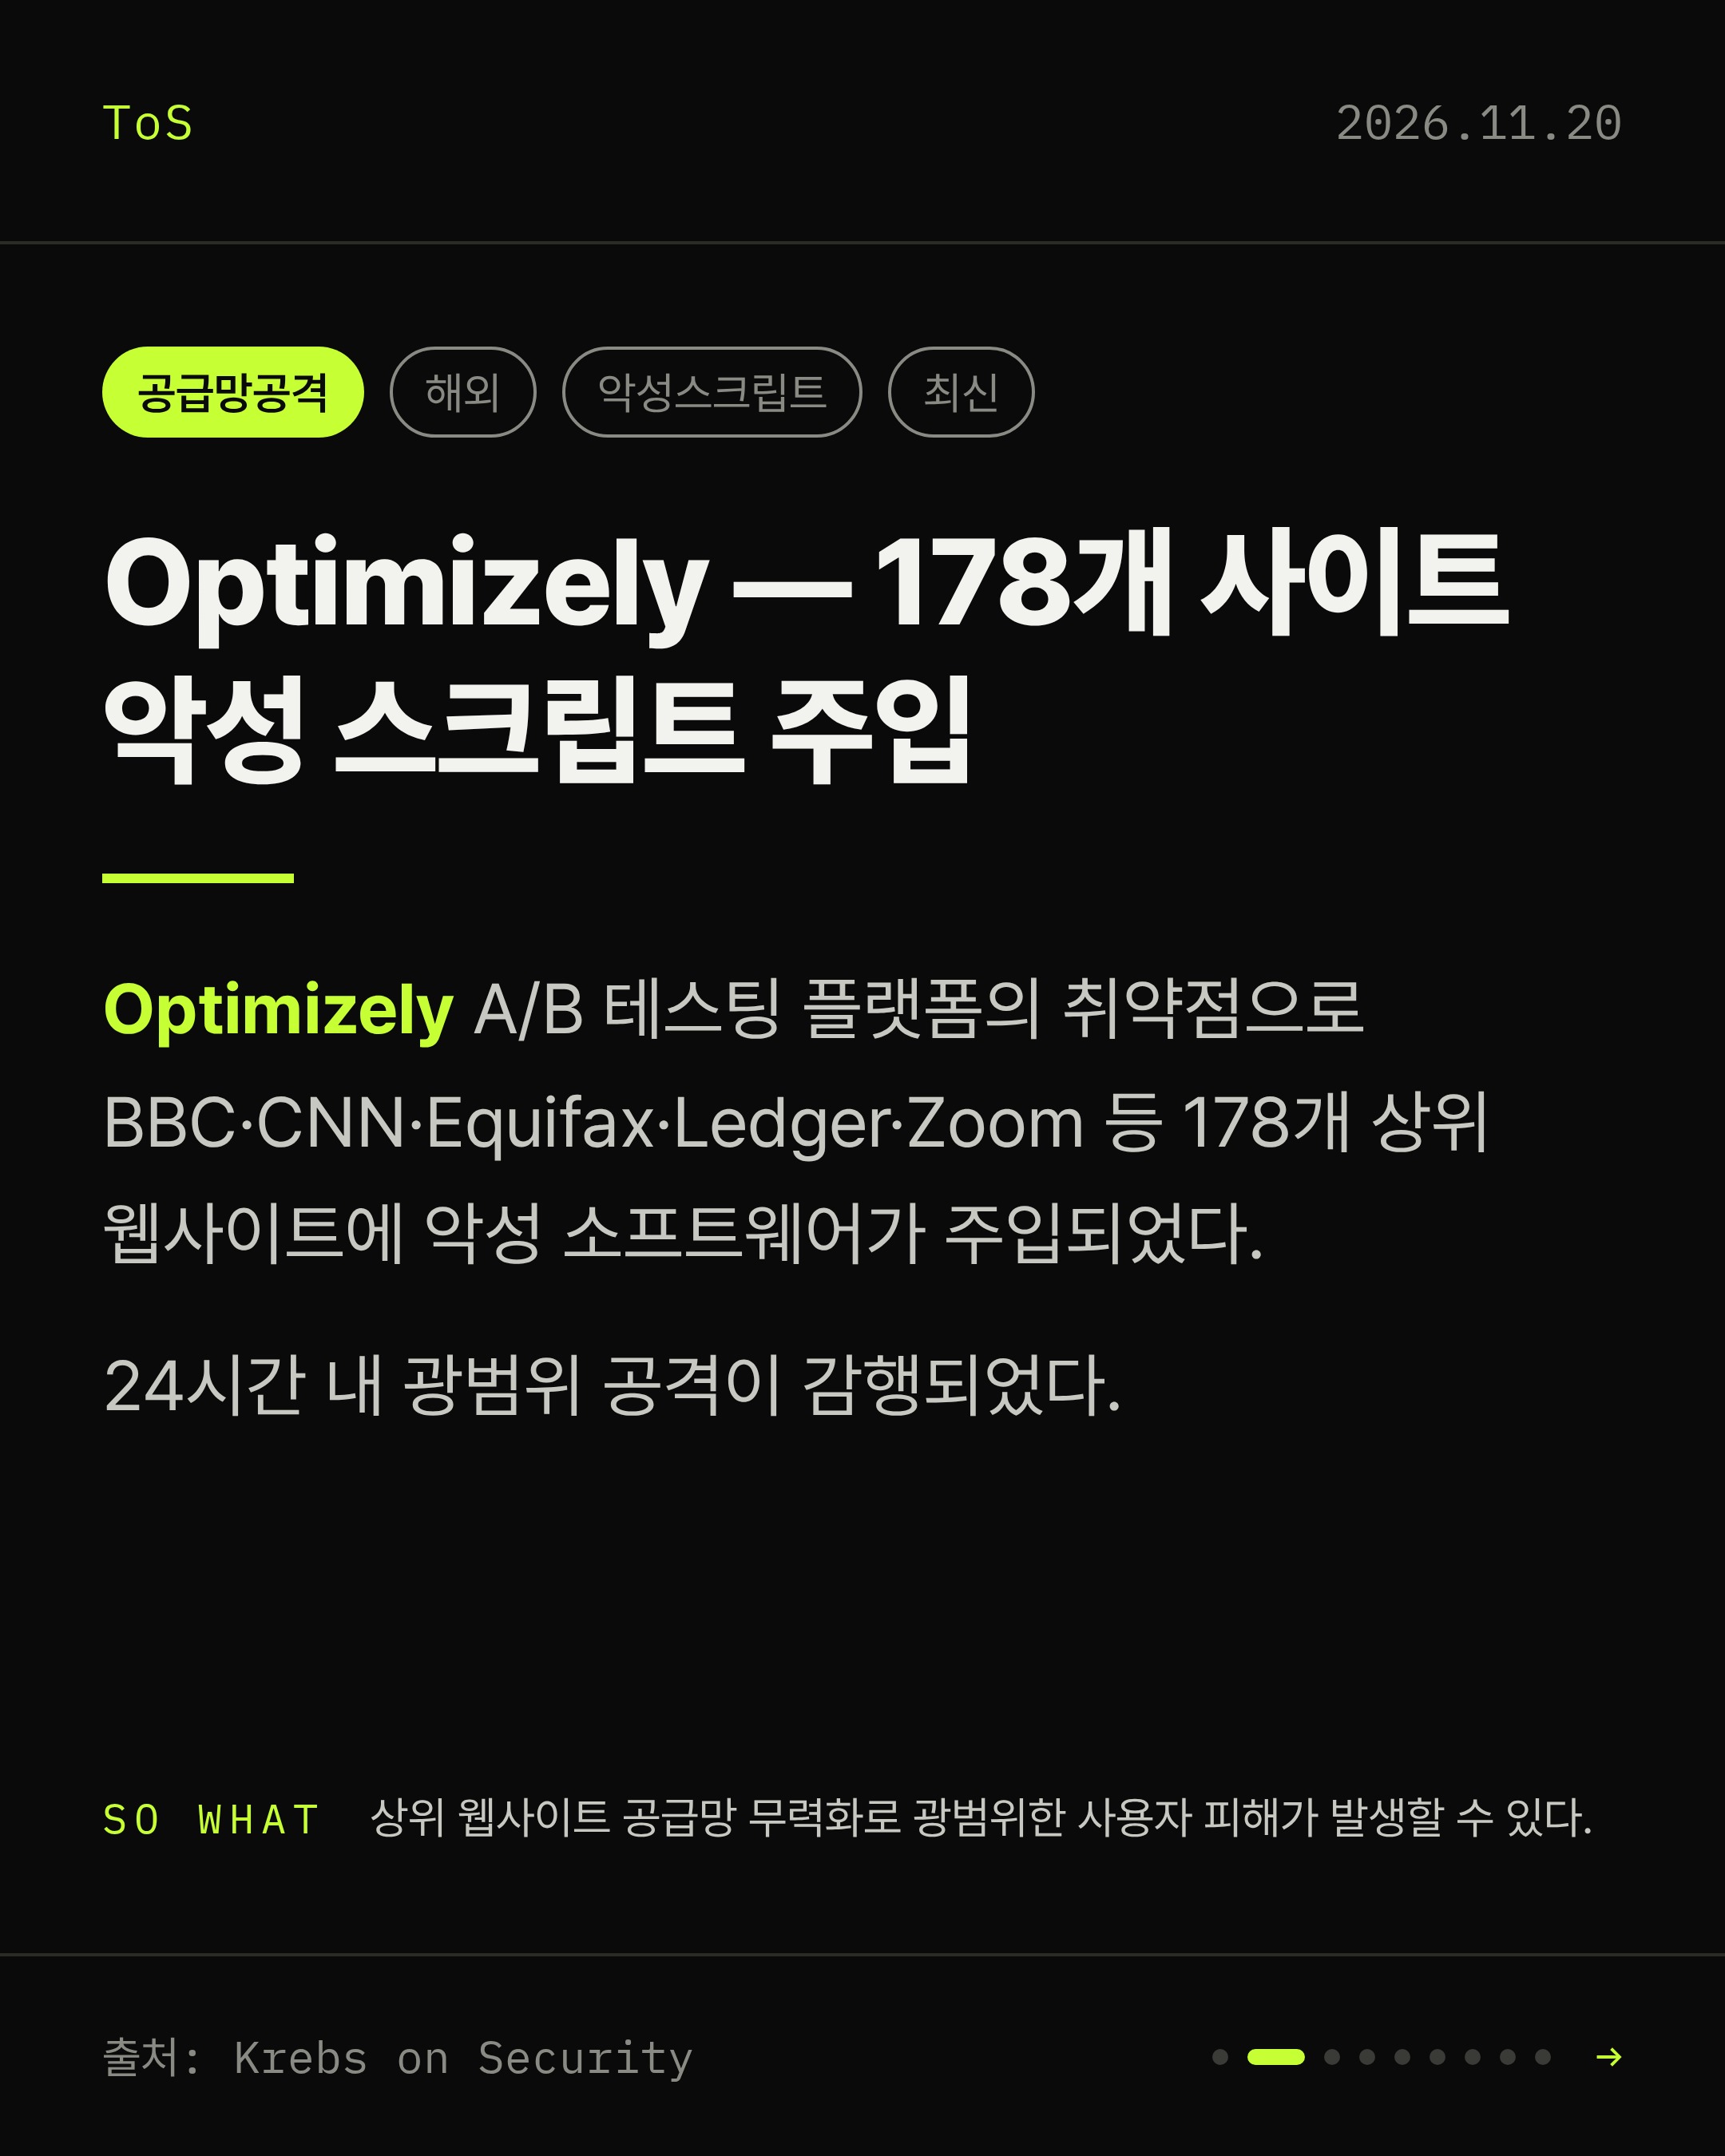 ToS
2026.11.20
공급망공격
해외
악성스크립트
최신
Optimizely — 178개 사이트
악성 스크립트 주입
Optimizely A/B 테스팅 플랫폼의 취약점으로
BBC·CNN·Equifax·Ledger·Zoom 등 178개 상위
웹사이트에 악성 소프트웨어가 주입되었다.
24시간 내 광범위 공격이 감행되었다.
SO WHAT 상위 웹사이트 공급망 무력화로 광범위한 사용자 피해가 발생할 수 있다.
출처: Krebs on Security
→